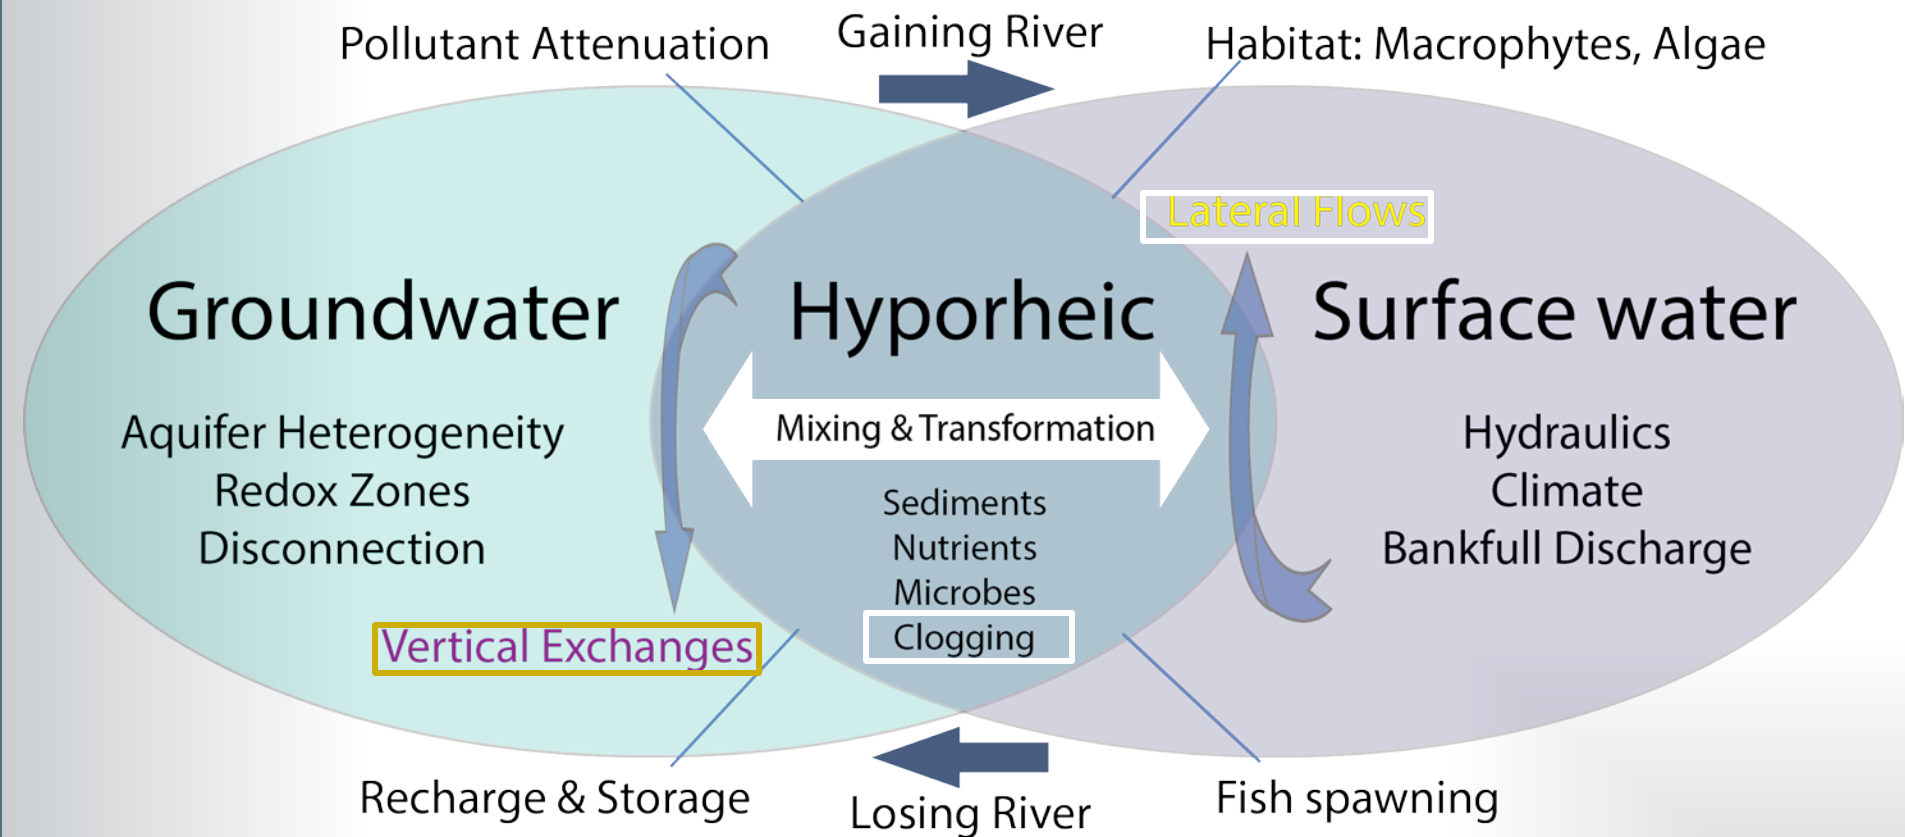 Pollutant Attenuation
Gaining River
Habitat: Macrophytes, Algae
Lateral Flows
Groundwater
Hyporheic
Surface water
Mixing & Transformation
Aquifer Heterogeneity
Redox Zones
Disconnection
Sediments
Nutrients
Microbes
Clogging
Hydraulics
Climate
Bankfull Discharge
Vertical Exchanges
Recharge & Storage
Losing River
Fish spawning